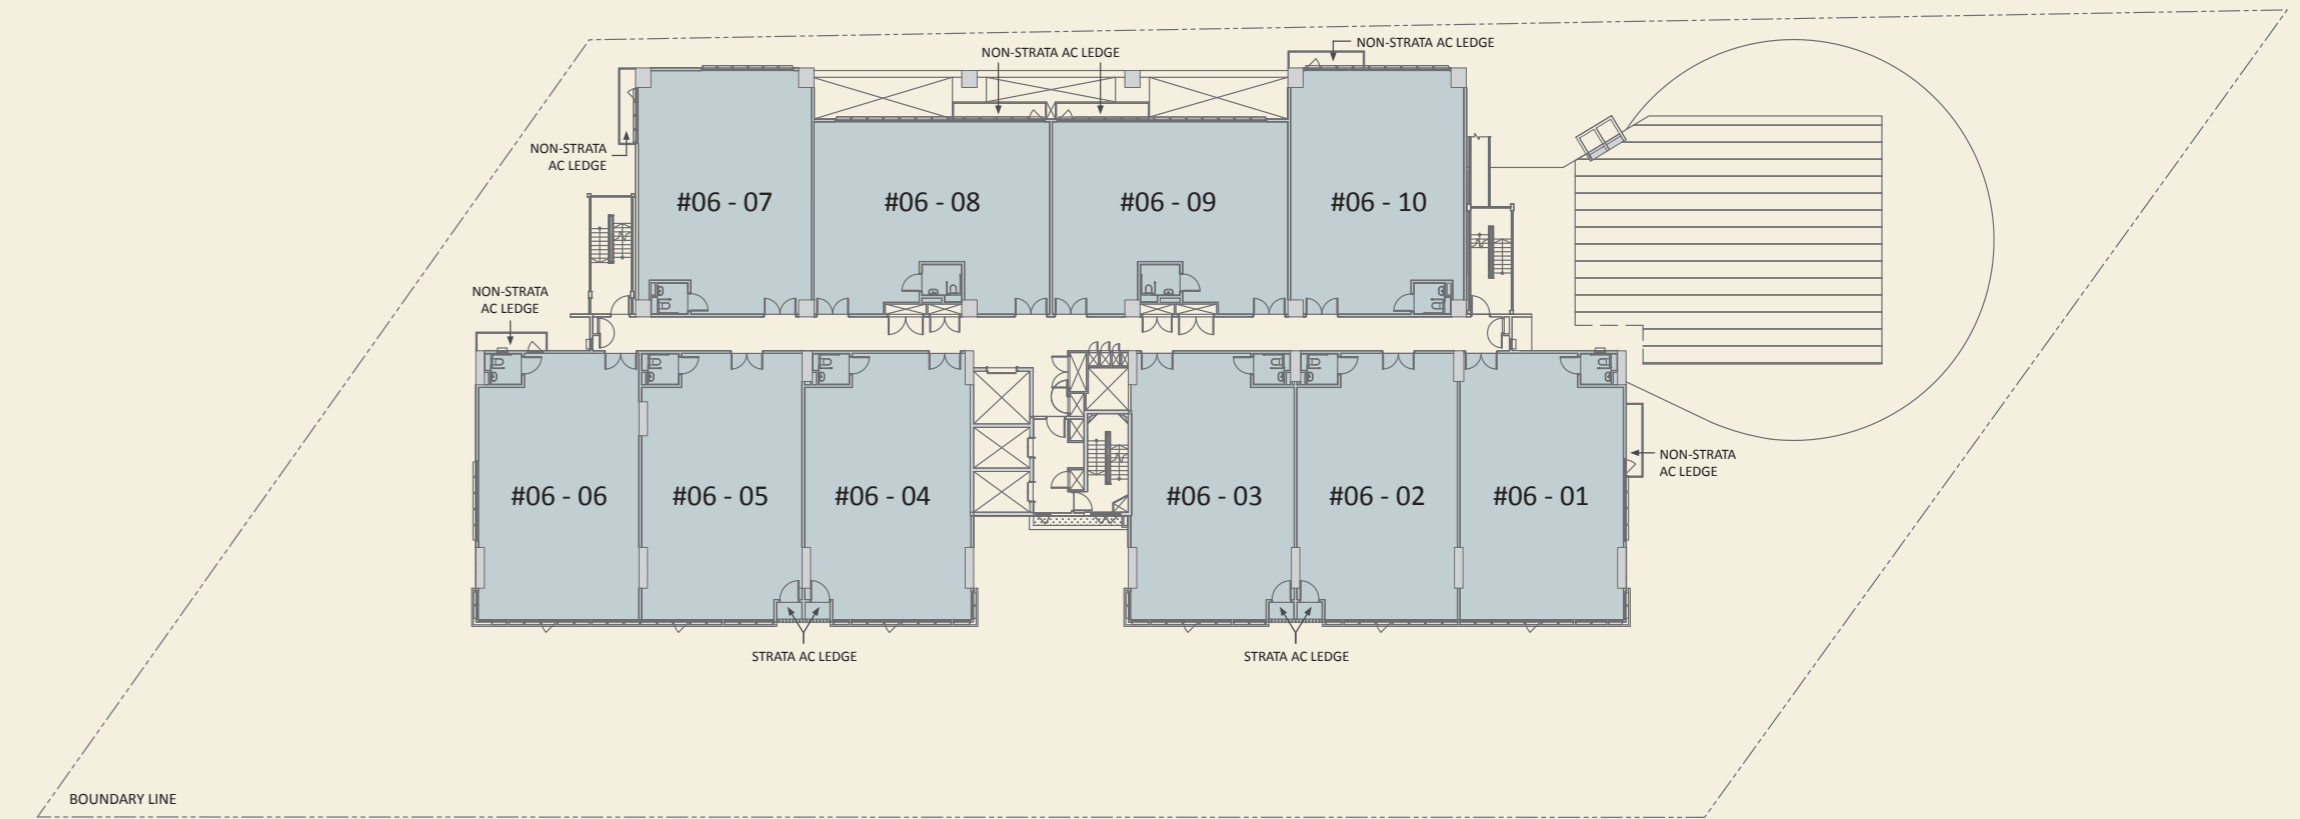 NON-STRATA AC LEDGE
NON-STRATA AC LEDGE
NON-STRATA
AC LEDGE
#06 - 07
#06 - 08
#06 - 09
#06 - 10
NON-STRATA
AC LEDGE
NON-STRATA
AC LEDGE
#06 - 06
#06 - 05
#06 - 04
#06 - 03
#06 - 02
#06 - 01
STRATA AC LEDGE
STRATA AC LEDGE
BOUNDARY LINE